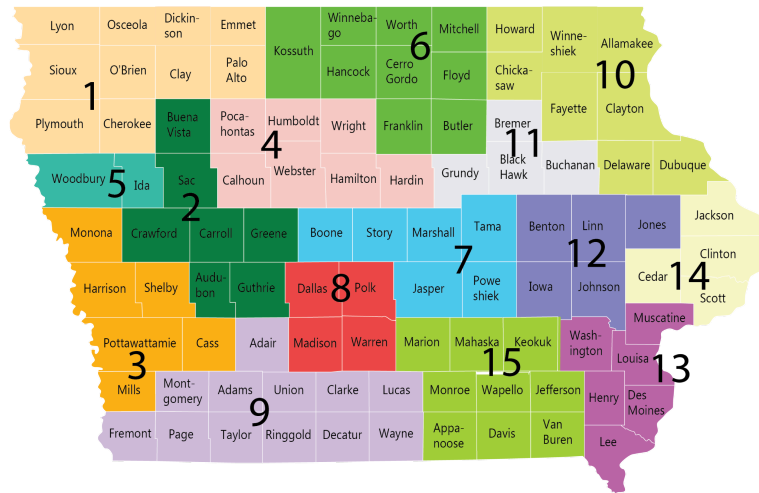 Lyon
Osceola
Dickin-
son
Emmet
Kossuth
Winneba-
go
Worth
Mitchell
Howard
Winne-
shiek
Allamakee
6
Sioux
O'Brien
Clay
Palo
Alto
Hancock
Cerro
Gordo
Floyd
Chicka-
saw
10
1
Plymouth
Cherokee
Buena
Vista
Poca-
hontas
Humboldt
Wright
Franklin
Butler
Bremer
Fayette
Clayton
4
11
Woodbury
5
Ida
Sac
Calhoun
Webster
Hamilton
Hardin
Grundy
Black
Hawk
Buchanan
Delaware
Dubuque
2
Monona
Crawford
Carroll
Greene
Boone
Story
Marshall
Tama
Benton
Linn
Jones
Jackson
7
12
Clinton
Harrison
Shelby
Audu-
bon
Guthrie
Dallas
8
Polk
Jasper
Powe
shiek
Iowa
Johnson
Cedar
14
Scott
Muscatine
Pottawattamie
Cass
Adair
Madison
Warren
Marion
Mahaska
Keokuk
Wash-
ington
Louisa
3
15
13
Mills
Mont-
gomery
Adams
Union
Clarke
Lucas
Monroe
Wapello
Jefferson
Henry
Des
Moines
9
Fremont
Page
Taylor
Ringgold
Decatur
Wayne
Appa-
noose
Davis
Van
Buren
Lee